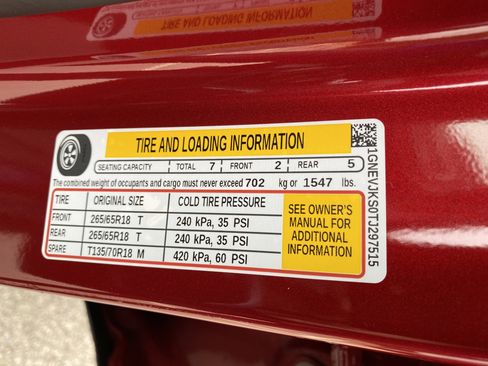 TIRE AND LOADING INFORMATION
SEATING CAPACITY TOTAL 7 FRONT 2 REAR 5
The combined weight of occupants and cargo must never exceed 702 kg or 1547 lbs.
TIRE ORIGINAL SIZE COLD TIRE PRESSURE
FRONT 265/65R18 T 240 kPa, 35 PSI
REAR 265/65R18 T 240 kPa, 35 PSI
SPARE T135/70R18 M 420 kPa, 60 PSI
SEE OWNER'S
MANUAL FOR
ADDITIONAL
INFORMATION
1GNEVJKS0TJ297515